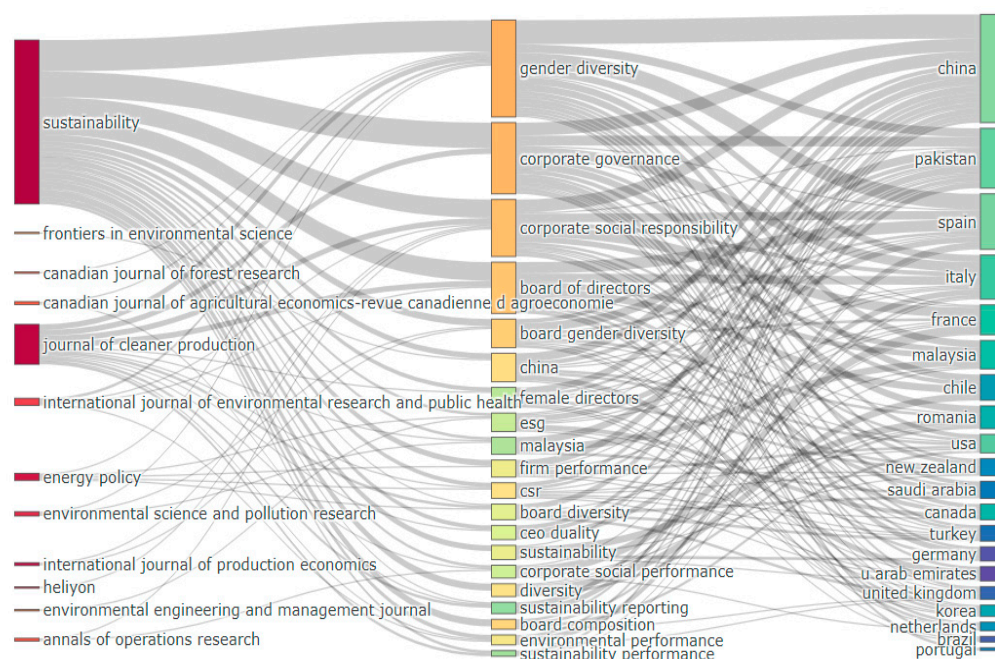 sustainability
frontiers in environmental science
canadian journal of forest research
canadian journal of agricultural economics-revue canadienne d agroeconomie
journal of cleaner production
international journal of environmental research and public health
energy policy
environmental science and pollution research
international journal of production economics
heliyon
environmental engineering and management journal
annals of operations research
gender diversity
corporate governance
corporate social responsibility
board of directors
board gender diversity
china
female directors
esg
malaysia
firm performance
csr
board diversity
ceo duality
sustainability
corporate social performance
diversity
sustainability reporting
board composition
environmental performance
sustainability performance
china
pakistan
spain
italy
france
malaysia
chile
romania
usa
new zealand
saudi arabia
canada
turkey
germany
u.arab emirates
united kingdom
korea
netherlands
brazil
portugal